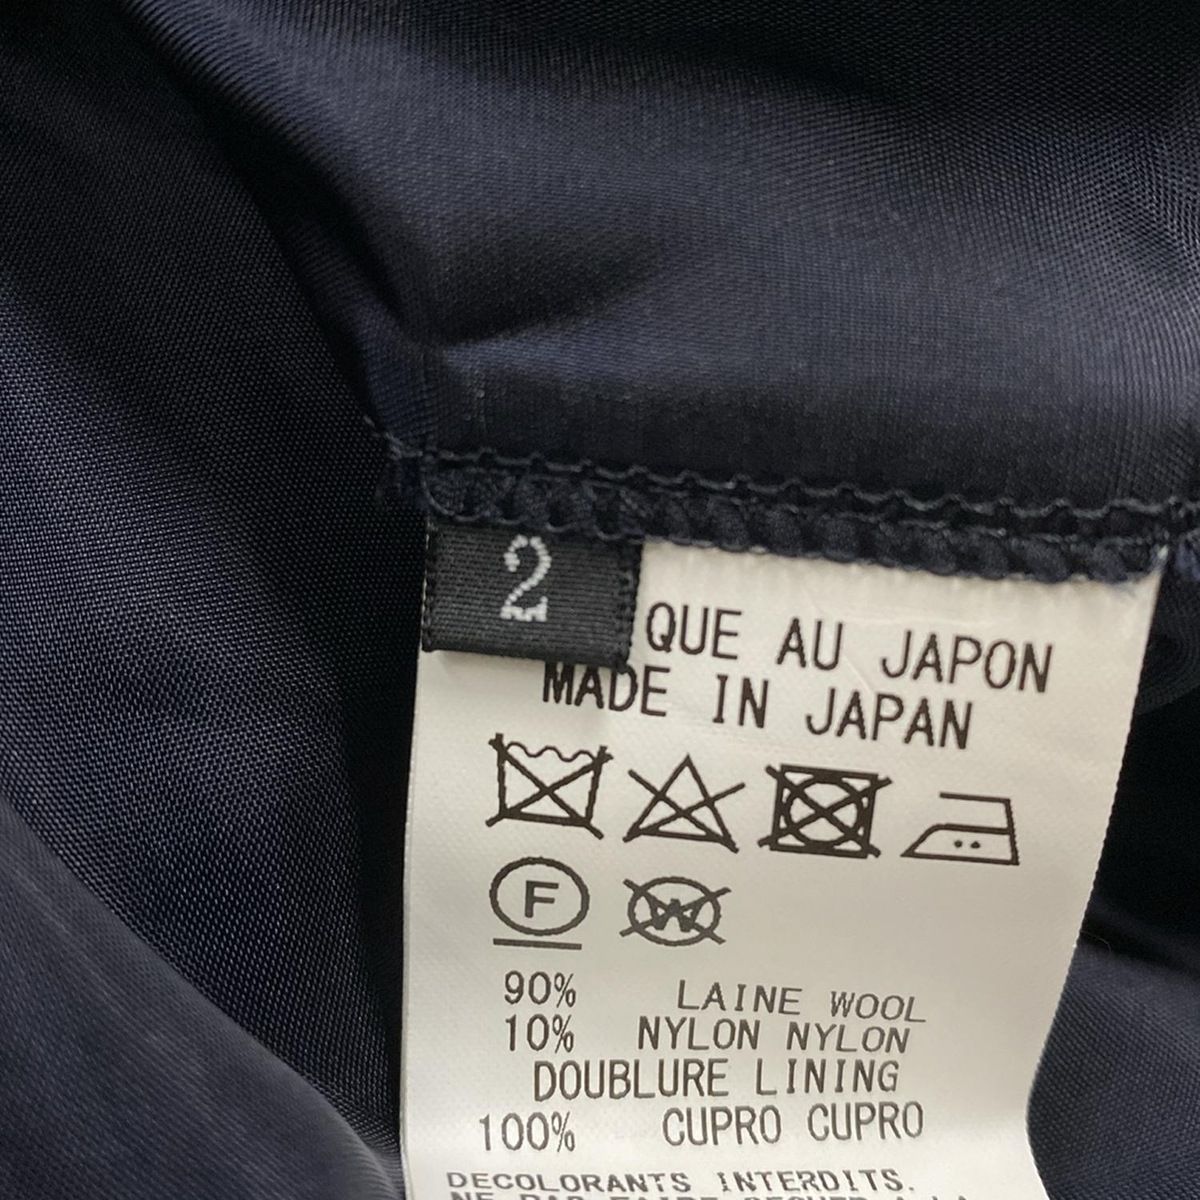 2
QUE AU JAPON
MADE IN JAPAN
F
W
90% LAINE WOOL
10% NYLON NYLON
DOUBLURE LINING
100% CUPRO CUPRO
DECOLORANTS INTERDITS.